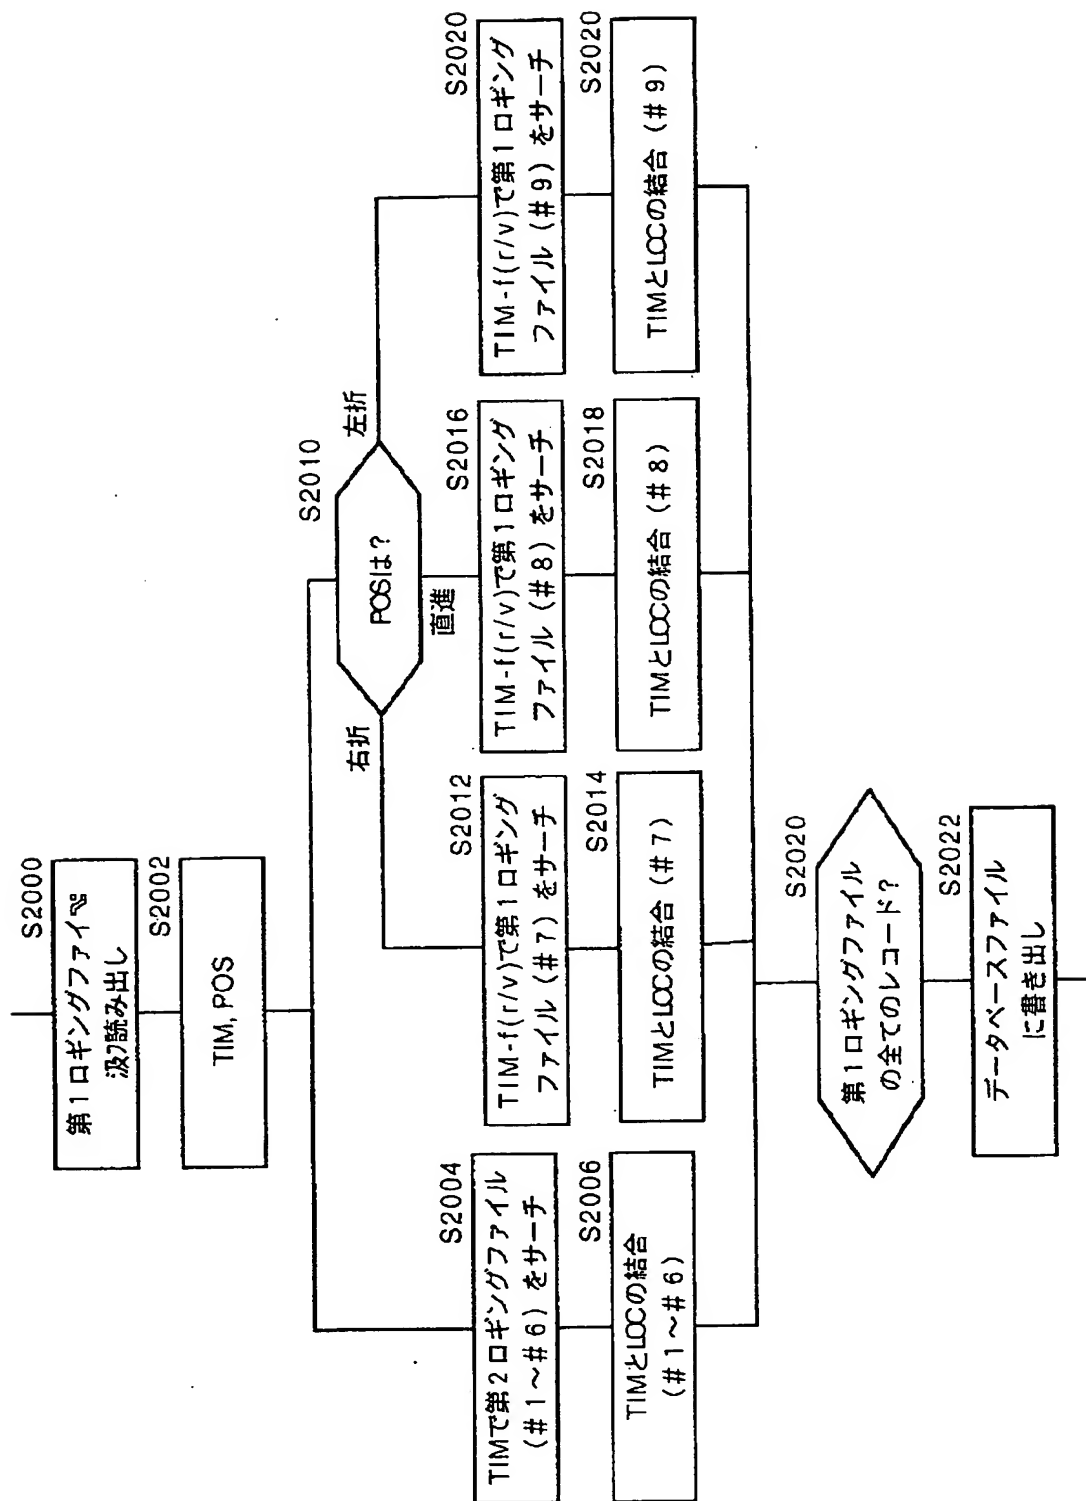 S2000
第1ロギングファイル
読み出し
S2002
TIM, POS
S2004
TIMで第2ロギングファイル
(#1~#6) をサーチ
S2006
TIMとLOCの結合
(#1~#6)
S2010
POSは?
右折
直進
左折
S2012
TIM-f(r/v)で第1ロギング
ファイル (#7) をサーチ
S2014
TIMとLOCの結合 (#7)
S2016
TIM-f(r/v)で第1ロギング
ファイル (#8) をサーチ
S2018
TIMとLOCの結合 (#8)
S2020
TIM-f(r/v)で第1ロギング
ファイル (#9) をサーチ
S2020
TIMとLOCの結合 (#9)
S2020
第1ロギングファイル
の全てのレコード?
S2022
データベースファイル
に書き出し